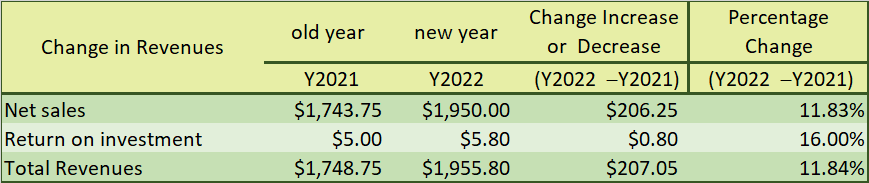 Change in Revenues old year new year Change Increase or Decrease Percentage Change
Y2021 Y2022 (Y2022 –Y2021) (Y2022 –Y2021)
Net sales $1,743.75 $1,950.00 $206.25 11.83%
Return on investment $5.00 $5.80 $0.80 16.00%
Total Revenues $1,748.75 $1,955.80 $207.05 11.84%